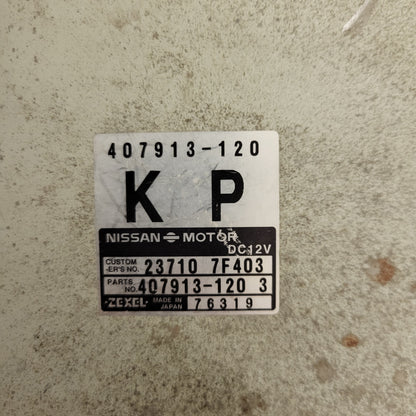 407913-120
K P
NISSAN MOTOR
DC12V
CUSTOM
-ER'S NO. 23710 7F403
PARTS
NO. 407913-120 3
ZEXEL MADE IN JAPAN 76319